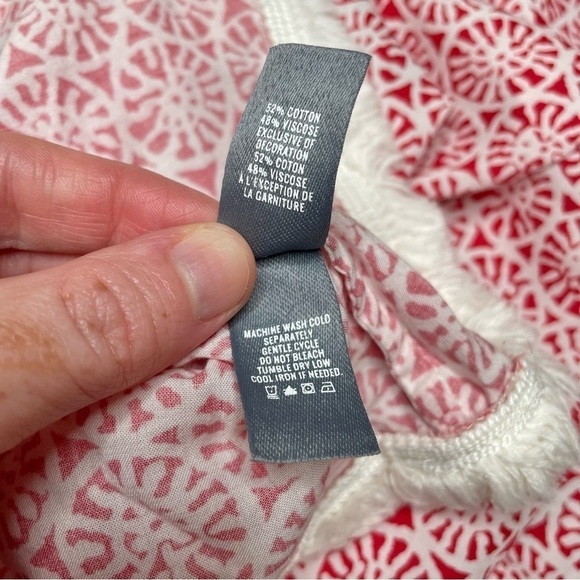 52% COTTON
48% VISCOSE
EXCLUSIVE OF
DECORATION
52% COTTON
48% VISCOSE
À L'EXCEPTION DE
LA GARNITURE
MACHINE WASH COLD
SEPARATELY
GENTLE CYCLE
DO NOT BLEACH
TUMBLE DRY LOW
COOL IRON IF NEEDED.